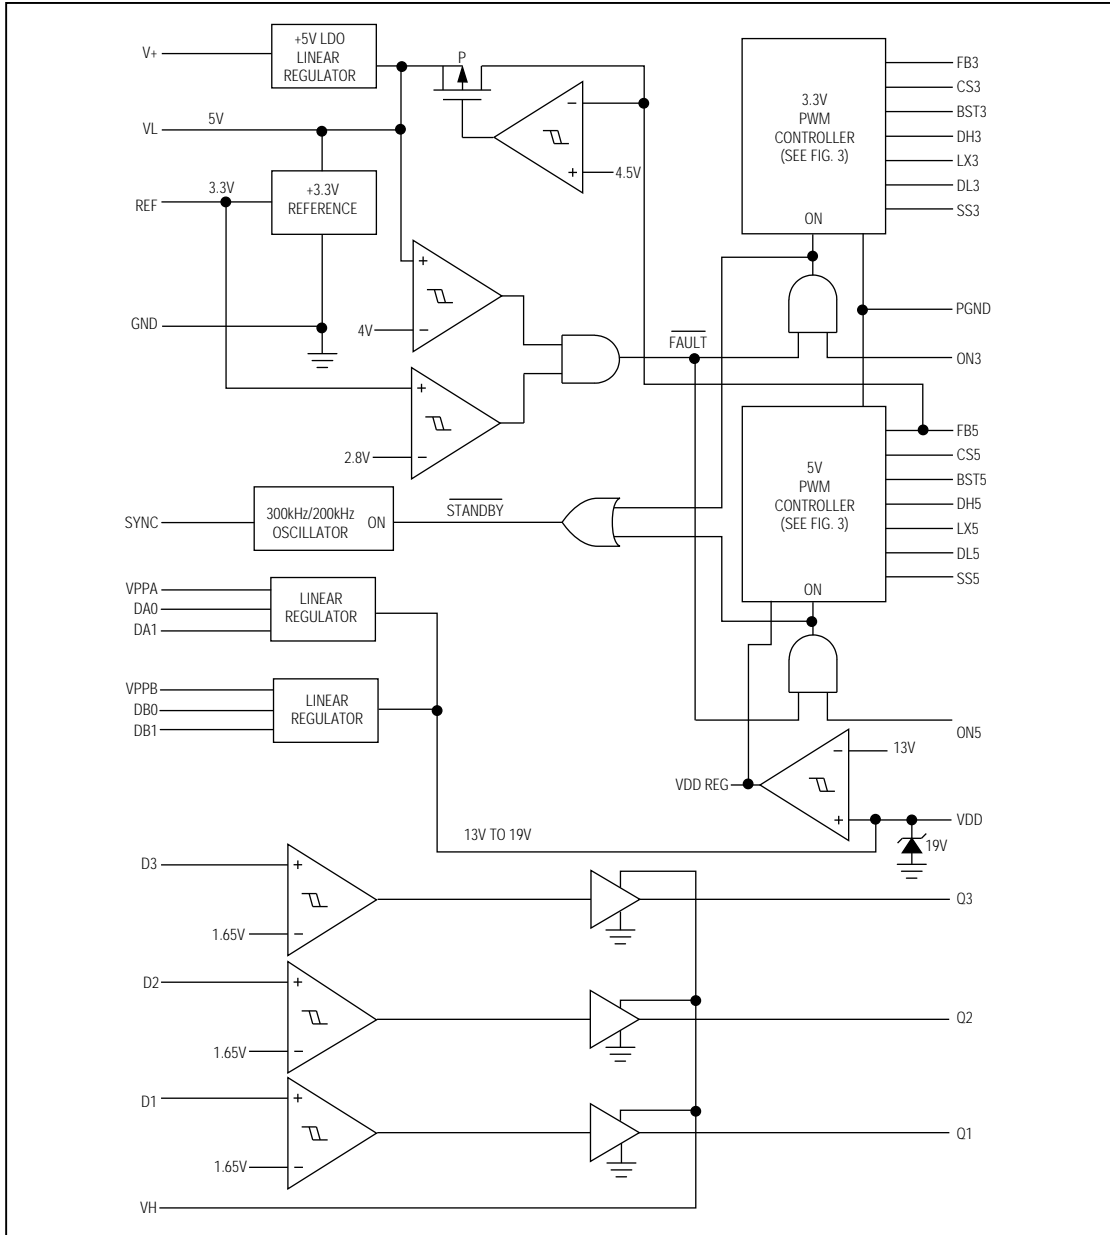 V+
+5V LDO
LINEAR
REGULATOR
P
VL
5V
4.5V
REF
3.3V
+3.3V
REFERENCE
GND
4V
2.8V
FAULT
3.3V
PWM
CONTROLLER
(SEE FIG. 3)
ON
FB3
CS3
BST3
DH3
LX3
DL3
SS3
PGND
ON3
5V
PWM
CONTROLLER
(SEE FIG. 3)
ON
FB5
CS5
BST5
DH5
LX5
DL5
SS5
SYNC
300kHz/200kHz
OSCILLATOR
ON
STANDBY
VPPA
DA0
DA1
LINEAR
REGULATOR
VPPB
DB0
DB1
LINEAR
REGULATOR
ON5
13V
VDD REG
VDD
19V
13V TO 19V
D3
1.65V
Q3
D2
1.65V
Q2
D1
1.65V
Q1
VH
+
−
+
−
+
−
−
+
+
−
+
−
+
−